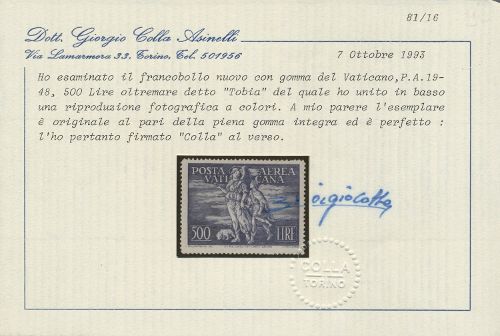 81/16
Dott. Giorgio Colla Asinelli
Via Lamarmora 33. Torino. Tel. 501956
7 Ottobre 1993
Ho esaminato il francobollo nuovo con gomma del Vaticano,P.A.19-
48, 500 Lire oltremare detto "Tobia" del quale ho unito in basso
una riproduzione fotografica a colori. A mio parere l'esemplare
è originale al pari della piena gomma integra ed è perfetto :
l'ho pertanto firmato "Colla" al verso.
POSTA AEREA
VATICANA
500 LIRE
GiorgioColla
COLLA
TORINO